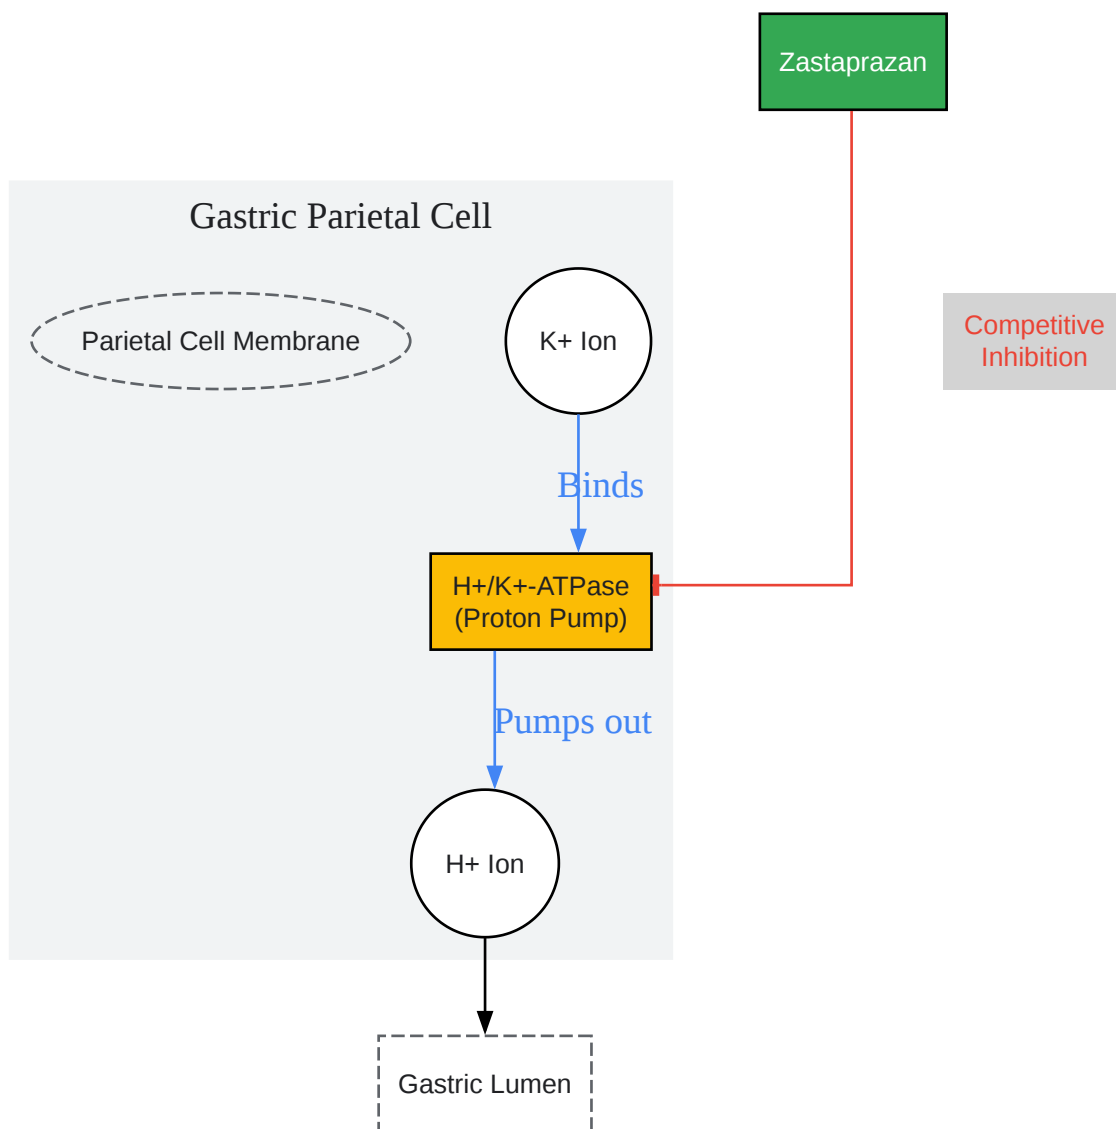 Zastaprazan
Gastric Parietal Cell
Parietal Cell Membrane
K+ Ion
Competitive
Inhibition
Binds
H+/K+-ATPase
(Proton Pump)
Pumps out
H+ Ion
Gastric Lumen